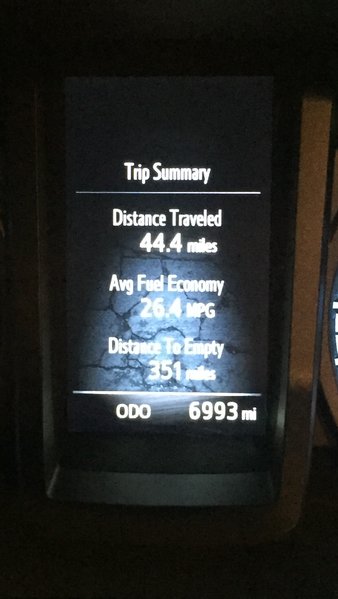 Trip Summary
Distance Traveled
44.4 miles
Avg Fuel Economy
26.4 MPG
Distance To Empty
351 miles
ODO 6993 mi